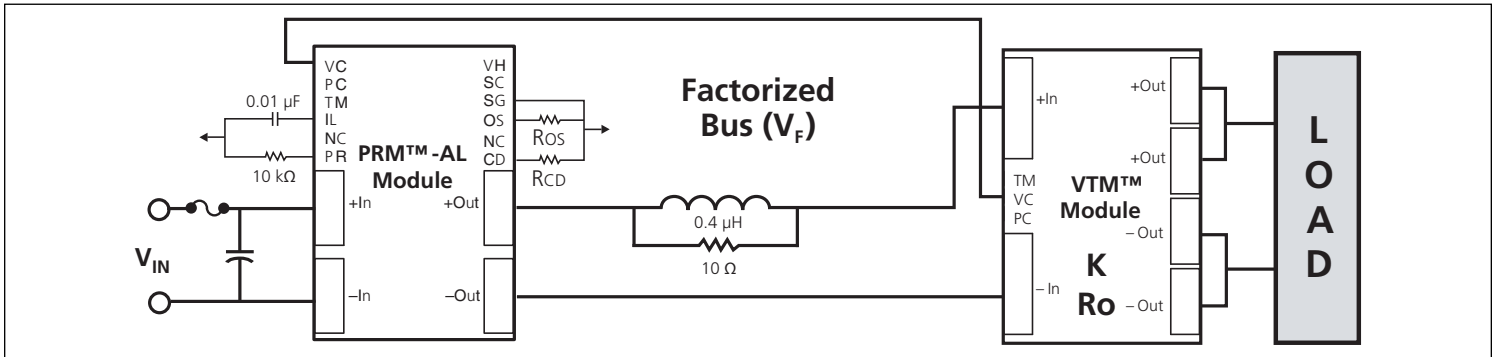 VC
PC
TM
IL
NC
PR
0.01 µF
10 kΩ
PRM™-AL
Module
VH
SC
SG
OS
NC
CD
ROS
RCD
+In
–In
+Out
–Out
VIN
Factorized
Bus (VF)
0.4 µH
10 Ω
+In
TM
VC
PC
– In
VTM™
Module
K
Ro
+Out
+Out
– Out
– Out
L
O
A
D